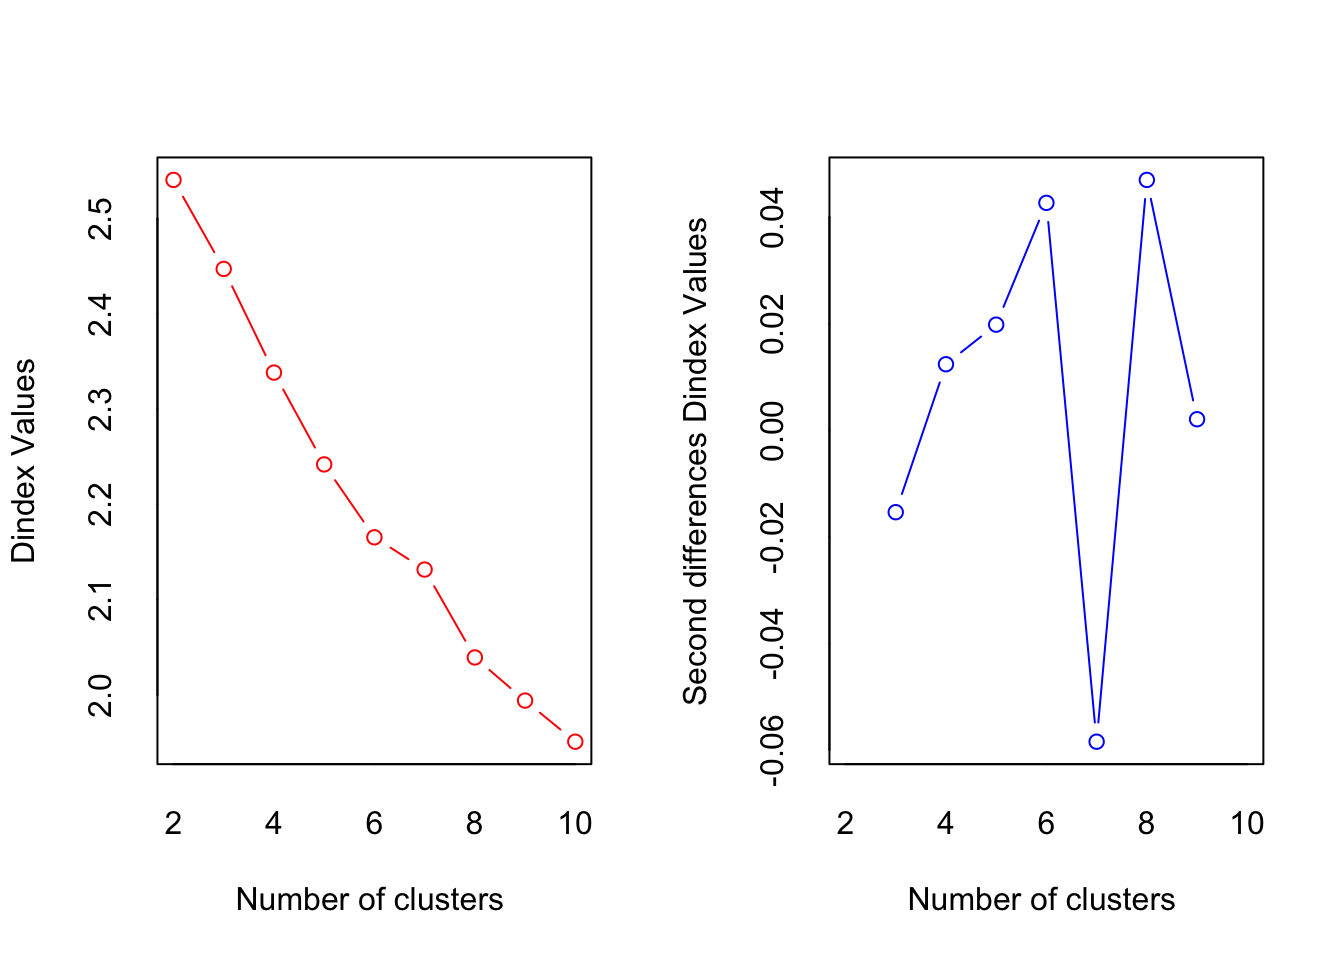 Dindex Values
2.5
2.4
2.3
2.2
2.1
2.0
2 4 6 8 10
Number of clusters
Second differences Dindex Values
0.04
0.02
0.00
-0.02
-0.04
-0.06
2 4 6 8 10
Number of clusters